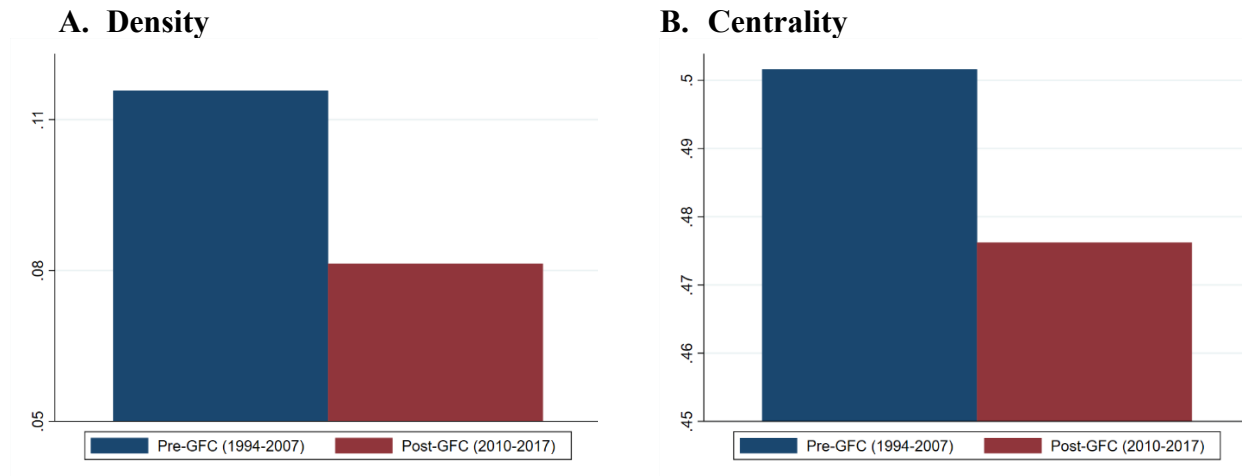 A. Density
.11
.08
.05
Pre-GFC (1994-2007) Post-GFC (2010-2017)
B. Centrality
.5
.49
.48
.47
.46
.45
Pre-GFC (1994-2007) Post-GFC (2010-2017)